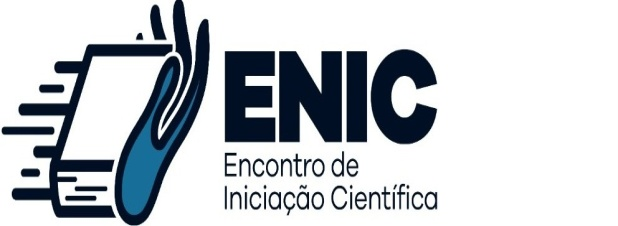 ENIC
Encontro de
Iniciação Científica